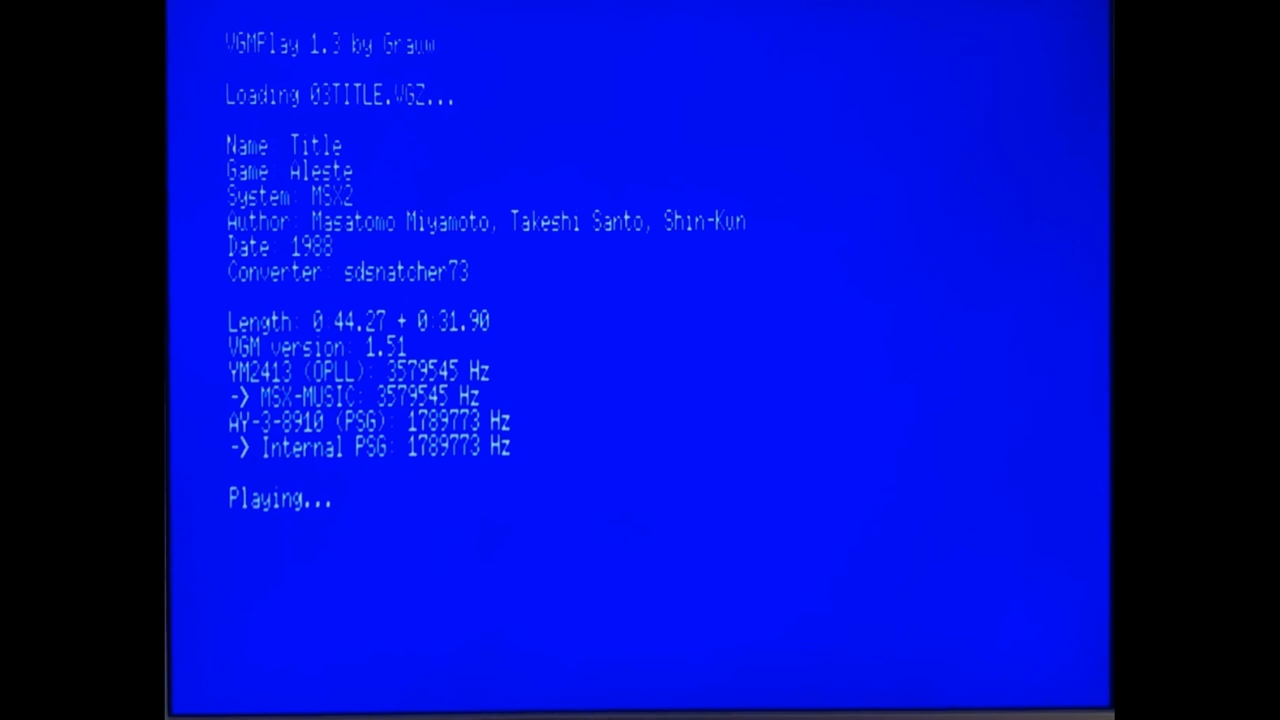 VGMPlay 1.3 by Grauw
Loading 03TITLE.VGZ...
Name: Title
Game: Aleste
System: MSX2
Author: Masatomo Miyamoto, Takeshi Santo, Shin-Kun
Date: 1988
Converter: sdsnatcher73
Length: 0:44.27 + 0:31.90
VGM version: 1.51
YM2413 (OPLL): 3579545 Hz
-> MSX-MUSIC: 3579545 Hz
AY-3-8910 (PSG): 1789773 Hz
-> Internal PSG: 1789773 Hz
Playing...